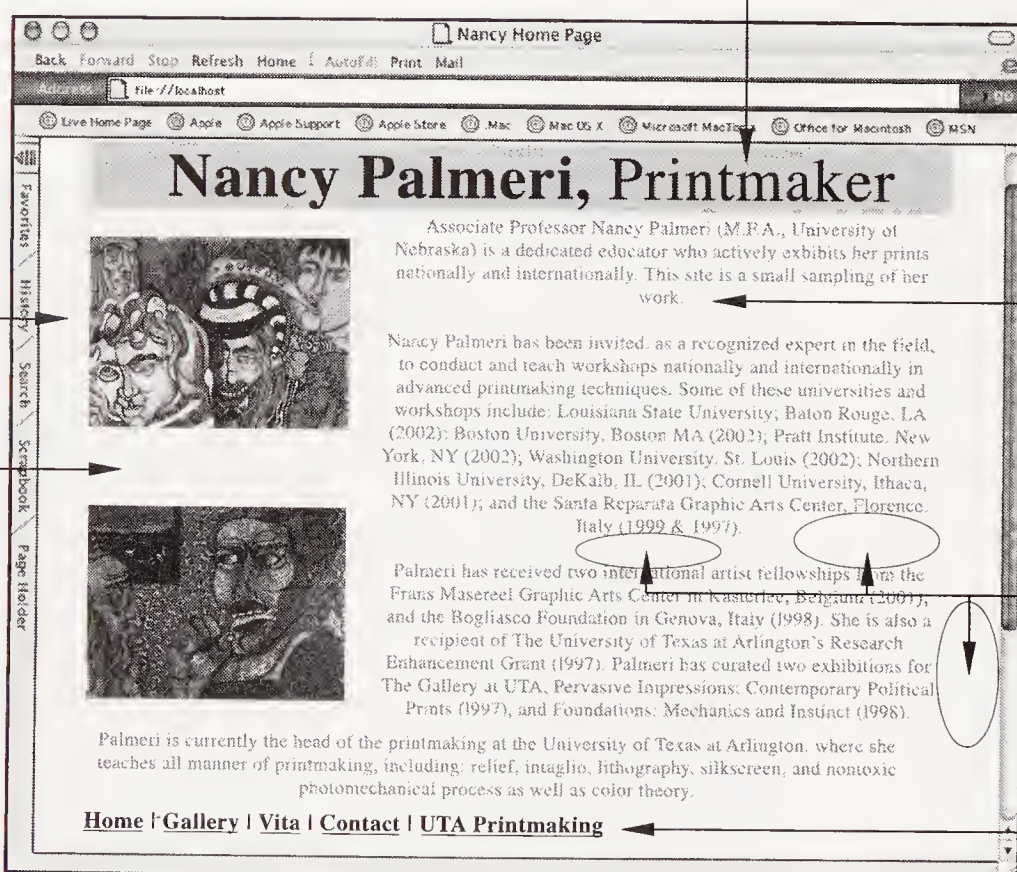 Nancy Home Page
Back Forward Stop Refresh Home AutoFill Print Mail
Address file://localhost
Live Home Page Apple Apple Support Apple Store .Mac Mac OS X Microsoft MacTopia Office for Macintosh MSN
Favorites
History
Search
Scrapbook
Page Holder
Nancy Palmeri, Printmaker
Associate Professor Nancy Palmeri (M.F.A., University of
Nebraska) is a dedicated educator who actively exhibits her prints
nationally and internationally. This site is a small sampling of her
work.
Nancy Palmeri has been invited, as a recognized expert in the field,
to conduct and teach workshops nationally and internationally in
advanced printmaking techniques. Some of these universities and
workshops include: Louisiana State University; Baton Rouge, LA
(2002); Boston University, Boston MA (2002); Pratt Institute, New
York, NY (2002); Washington University, St. Louis (2002); Northern
Illinois University, DeKalb, IL (2001); Cornell University, Ithaca,
NY (2001); and the Santa Reparata Graphic Arts Center, Florence,
Italy (1999 & 1997).
Palmeri has received two international artist fellowships from the
Frans Masereel Graphic Arts Center in Kasterlee, Belgium (2001),
and the Bogliasco Foundation in Genova, Italy (1998). She is also a
recipient of The University of Texas at Arlington's Research
Enhancement Grant (1997). Palmeri has curated two exhibitions for
The Gallery at UTA, Pervasive Impressions: Contemporary Political
Prints (1997), and Foundations: Mechanics and Instinct (1998).
Palmeri is currently the head of the printmaking at the University of Texas at Arlington, where she
teaches all manner of printmaking, including: relief, intaglio, lithography, silkscreen, and nontoxic
photomechanical process as well as color theory.
Home | Gallery | Vita | Contact | UTA Printmaking